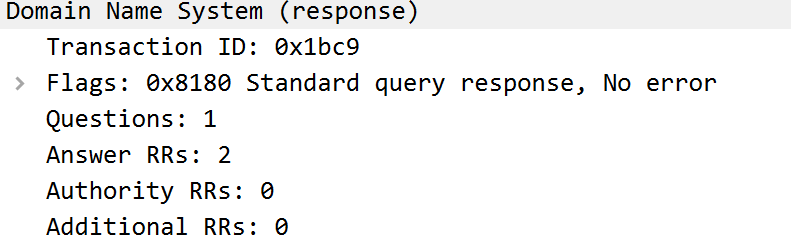 Domain Name System (response)
Transaction ID: 0x1bc9
Flags: 0x8180 Standard query response, No error
Questions: 1
Answer RRs: 2
Authority RRs: 0
Additional RRs: 0